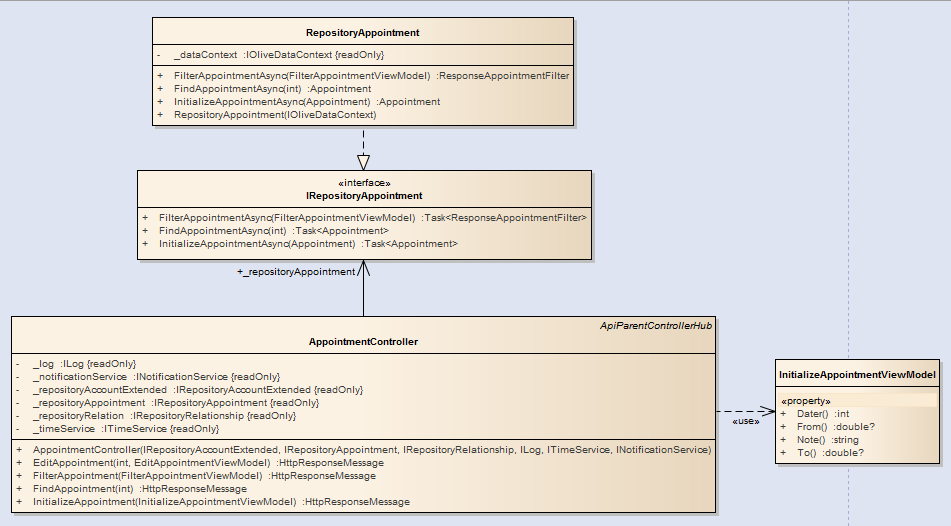 RepositoryAppointment
- _dataContext :IOliveDataContext {readOnly}
+ FilterAppointmentAsync(FilterAppointmentViewModel) :ResponseAppointmentFilter
+ FindAppointmentAsync(int) :Appointment
+ InitializeAppointmentAsync(Appointment) :Appointment
+ RepositoryAppointment(IOliveDataContext)
«interface»
IRepositoryAppointment
+ FilterAppointmentAsync(FilterAppointmentViewModel) :Task<ResponseAppointmentFilter>
+ FindAppointmentAsync(int) :Task<Appointment>
+ InitializeAppointmentAsync(Appointment) :Task<Appointment>
+_repositoryAppointment
ApiParentControllerHub
AppointmentController
- _log :ILog {readOnly}
- _notificationService :INotificationService {readOnly}
- _repositoryAccountExtended :IRepositoryAccountExtended {readOnly}
- _repositoryAppointment :IRepositoryAppointment {readOnly}
- _repositoryRelation :IRepositoryRelationship {readOnly}
- _timeService :ITimeService {readOnly}
+ AppointmentController(IRepositoryAccountExtended, IRepositoryAppointment, IRepositoryRelationship, ILog, ITimeService, INotificationService)
+ EditAppointment(int, EditAppointmentViewModel) :HttpResponseMessage
+ FilterAppointment(FilterAppointmentViewModel) :HttpResponseMessage
+ FindAppointment(int) :HttpResponseMessage
+ InitializeAppointment(InitializeAppointmentViewModel) :HttpResponseMessage
«use»
InitializeAppointmentViewModel
«property»
+ Dater() :int
+ From() :double?
+ Note() :string
+ To() :double?